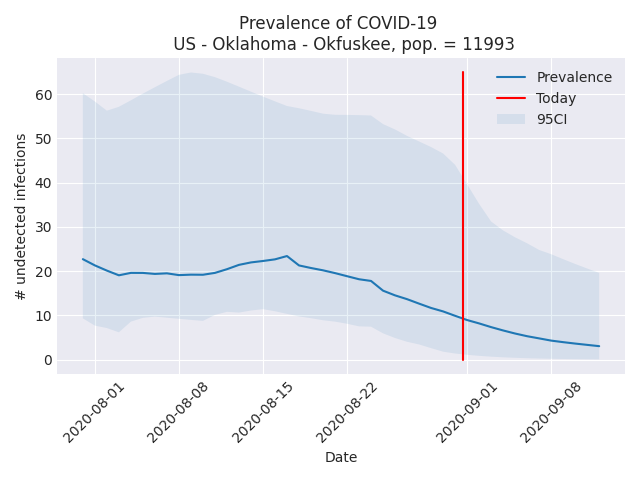 Prevalence of COVID-19
US - Oklahoma - Okfuskee, pop. = 11993
# undetected infections
60
50
40
30
20
10
0
Prevalence
Today
95CI
2020-08-01
2020-08-08
2020-08-15
2020-08-22
2020-09-01
2020-09-08
Date